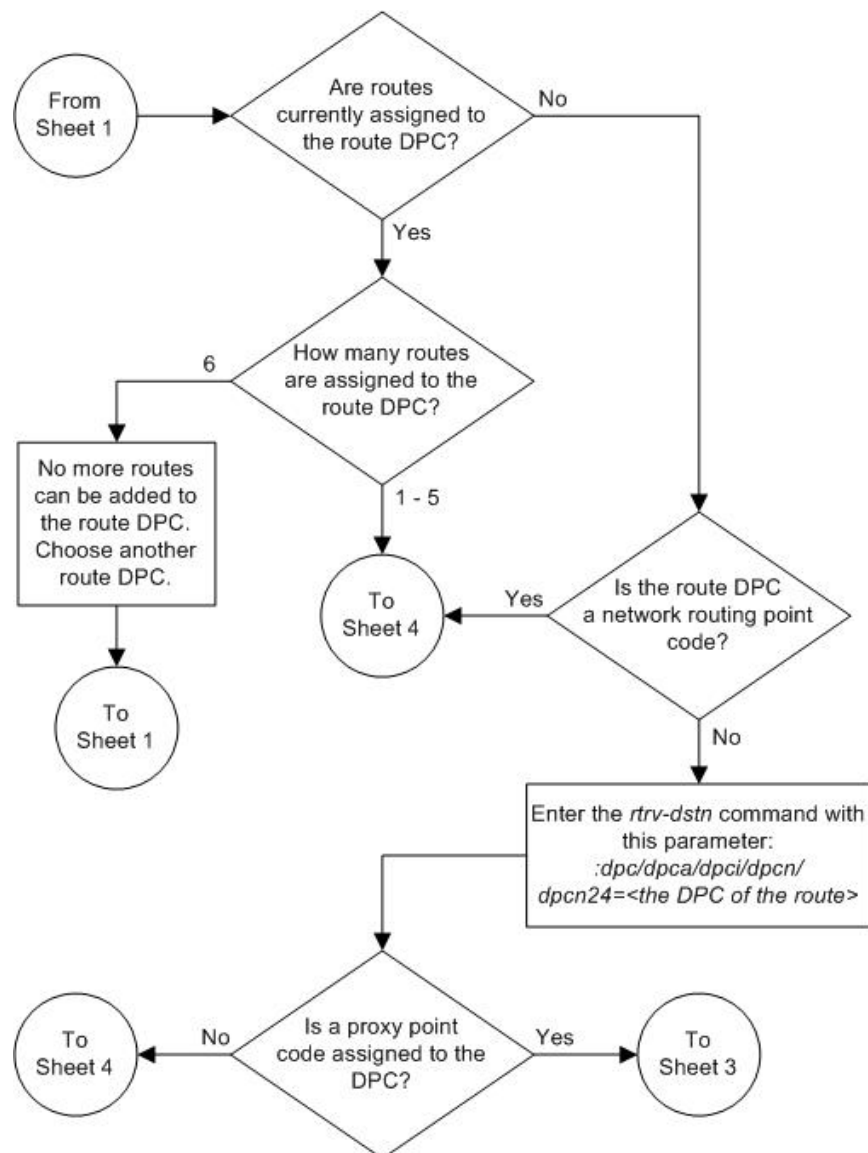 From
Sheet 1
Are routes
currently assigned to
the route DPC?
No
Yes
How many routes
are assigned to the
route DPC?
6
1 - 5
No more routes
can be added to
the route DPC.
Choose another
route DPC.
To
Sheet 1
To
Sheet 4
Yes
Is the route DPC
a network routing point
code?
No
Enter the rtrv-dstn command with
this parameter:
:dpc/dpca/dpci/dpcn/
dpcn24=<the DPC of the route>
To
Sheet 4
No
Is a proxy point
code assigned to the
DPC?
Yes
To
Sheet 3